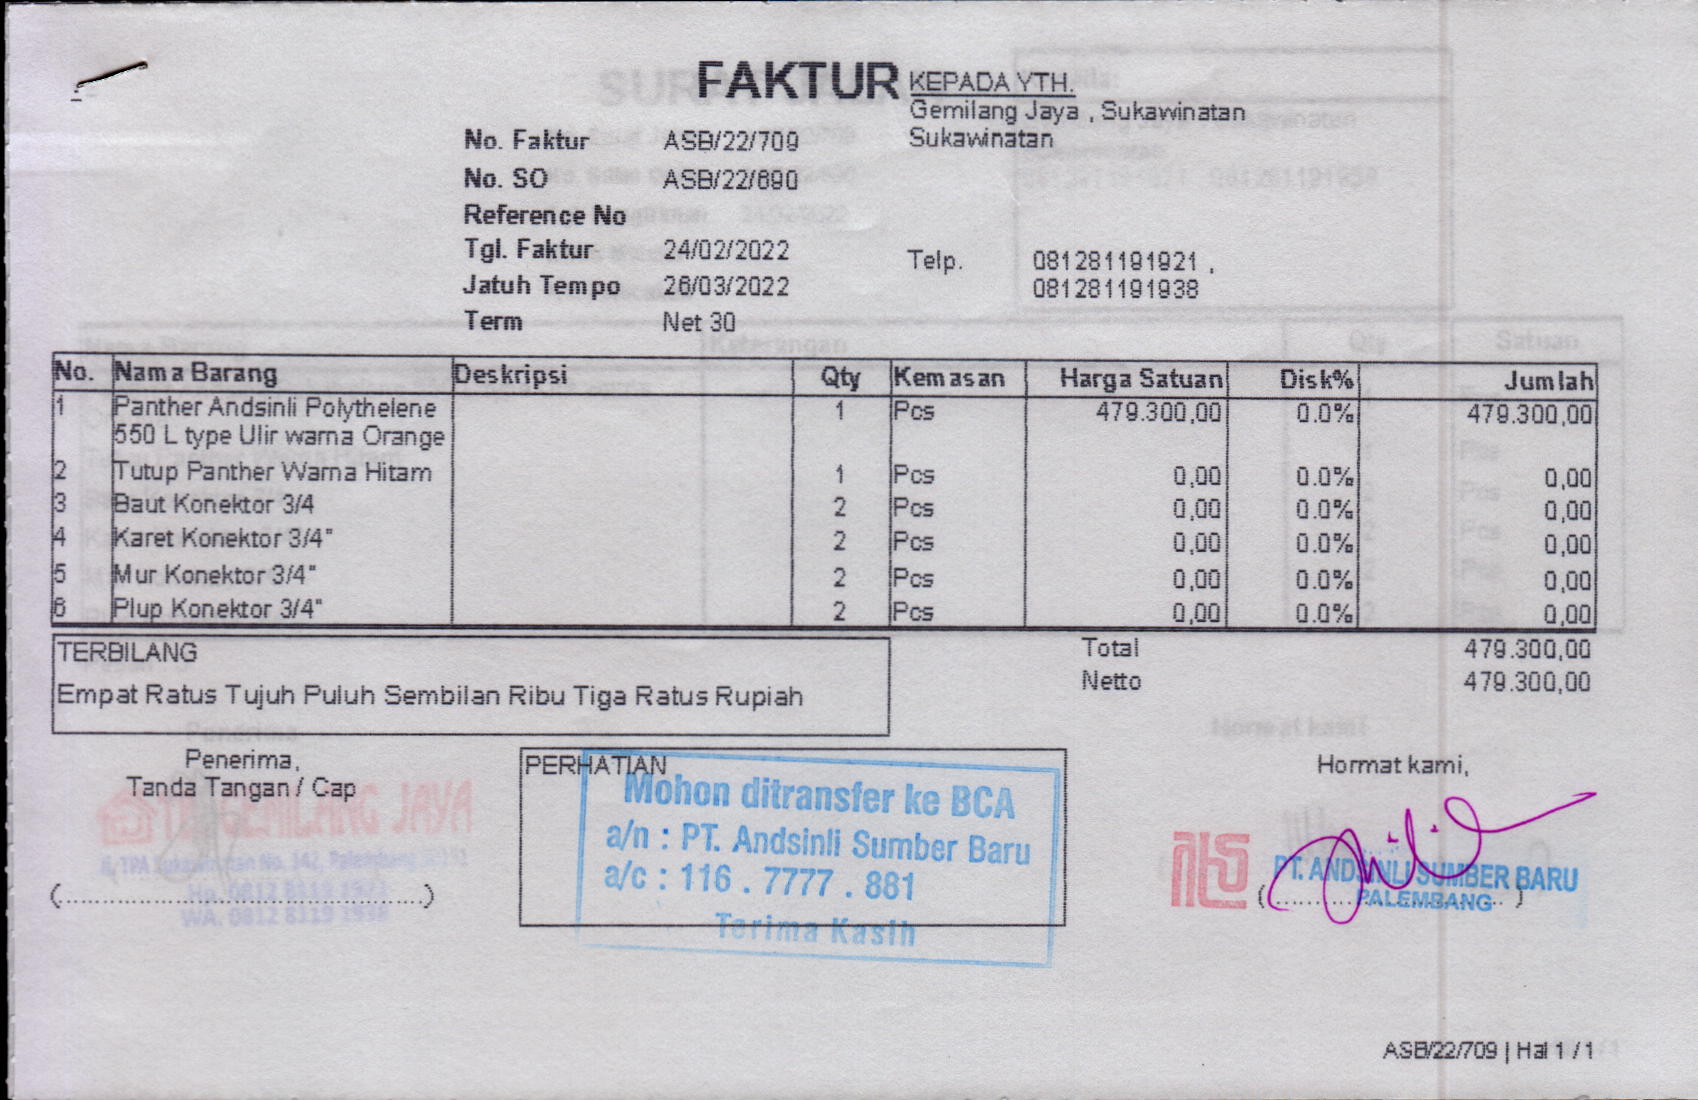 FAKTUR
KEPADA YTH.
Gemilang Jaya , Sukawinatan
Sukawinatan
No. Faktur ASB/22/709
No. SO ASB/22/690
Reference No
Tgl. Faktur 24/02/2022
Jatuh Tempo 26/03/2022
Term Net 30
Telp. 081281191921 ,
081281191938
No. Nama Barang Deskripsi Qty Kemasan Harga Satuan Disk% Jumlah
1 Panther Andsinli Polythelene 1 Pcs 479.300,00 0.0% 479.300,00
550 L type Ulir warna Orange
2 Tutup Panther Warna Hitam 1 Pcs 0,00 0.0% 0,00
3 Baut Konektor 3/4 2 Pcs 0,00 0.0% 0,00
4 Karet Konektor 3/4" 2 Pcs 0,00 0.0% 0,00
5 Mur Konektor 3/4" 2 Pcs 0,00 0.0% 0,00
6 Plup Konektor 3/4" 2 Pcs 0,00 0.0% 0,00
TERBILANG
Empat Ratus Tujuh Puluh Sembilan Ribu Tiga Ratus Rupiah
Total 479.300,00
Netto 479.300,00
Penerima,
Tanda Tangan / Cap
GEMILANG JAYA
(........................................)
PERHATIAN
Mohon ditransfer ke BCA
a/n : PT. Andsinli Sumber Baru
a/c : 116 . 7777 . 881
Terima Kasih
Hormat kami,
PT. ANDSINLI SUMBER BARU
PALEMBANG
ASB/22/709 | Hal 1 / 1